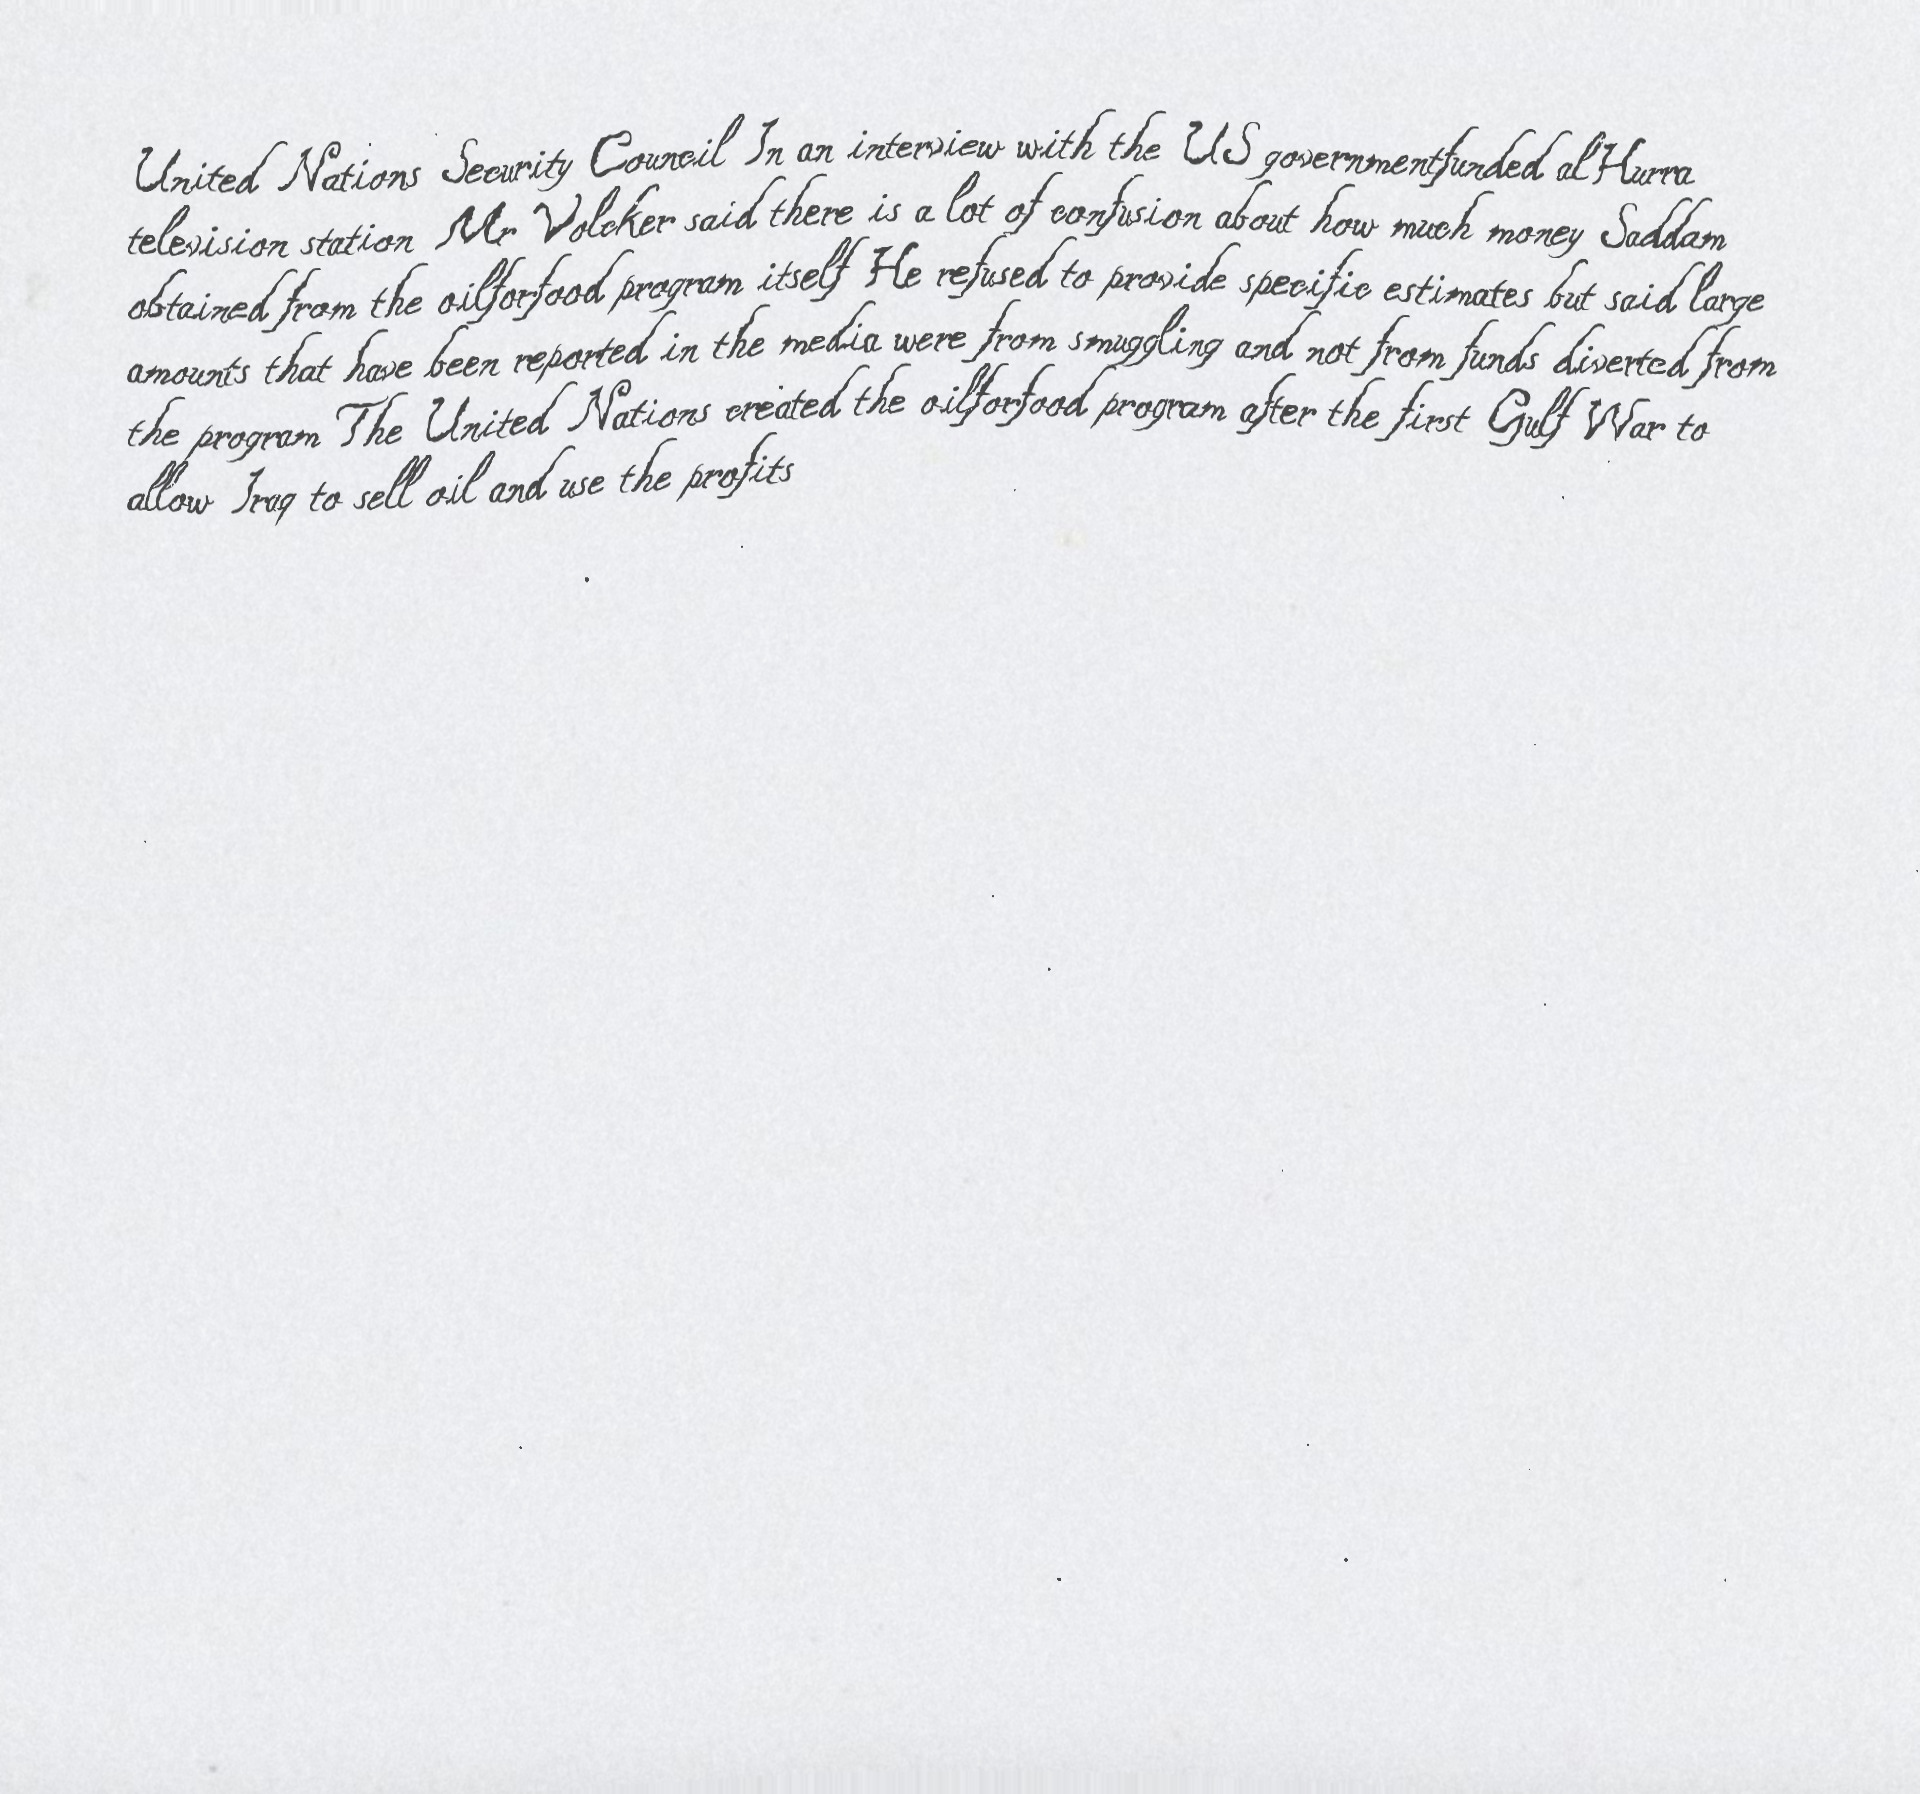 United Nations Security Council In an interview with the US governmentfunded al Hurra
television station Mr Volcker said there is a lot of confusion about how much money Saddam
obtained from the oilforfood program itself He refused to provide specific estimates but said large
amounts that have been reported in the media were from smuggling and not from funds diverted from
the program The United Nations created the oilforfood program after the first Gulf War to
allow Iraq to sell oil and use the profits